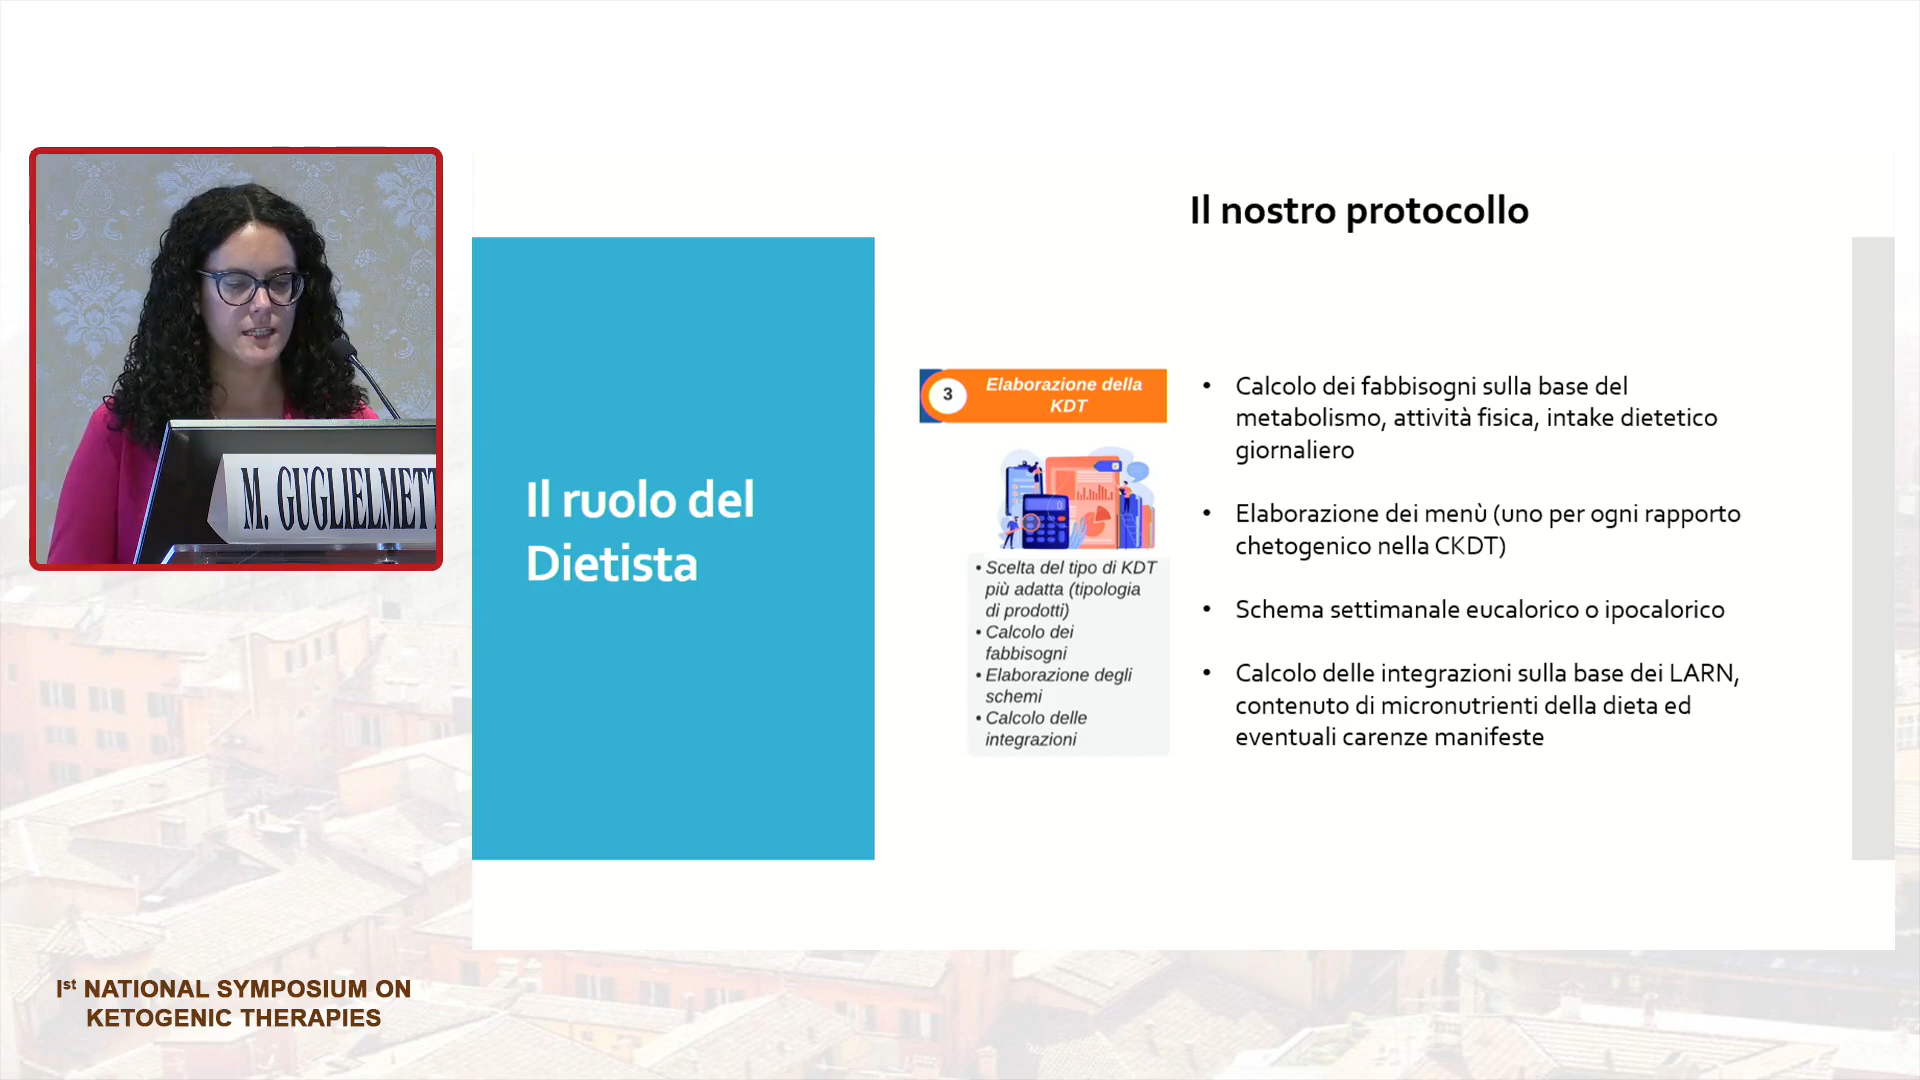 Il nostro protocollo
Il ruolo del
Dietista
3
Elaborazione della
KDT
• Scelta del tipo di KDT
più adatta (tipologia
di prodotti)
• Calcolo dei
fabbisogni
• Elaborazione degli
schemi
• Calcolo delle
integrazioni
• Calcolo dei fabbisogni sulla base del
metabolismo, attività fisica, intake dietetico
giornaliero
• Elaborazione dei menù (uno per ogni rapporto
chetogenico nella CKDT)
• Schema settimanale eucalorico o ipocalorico
• Calcolo delle integrazioni sulla base dei LARN,
contenuto di micronutrienti della dieta ed
eventuali carenze manifeste
M. GUGLIELMETT
Ist NATIONAL SYMPOSIUM ON
KETOGENIC THERAPIES